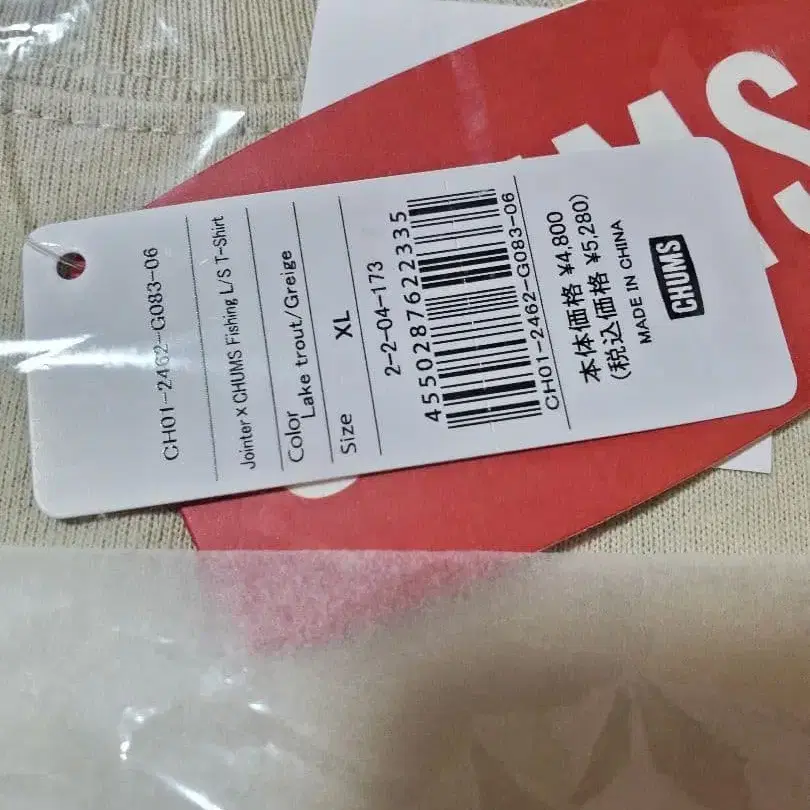 CH01-2462-G083-06
Jointer X CHUMS Fishing L/S T-Shirt
Color
Lake trout/Greige
Size XL
2-2-04-173
4550287622335
CH01-2462-G083-06
本体価格 ¥4,800
(税込価格 ¥5,280)
MADE IN CHINA
CHUMS